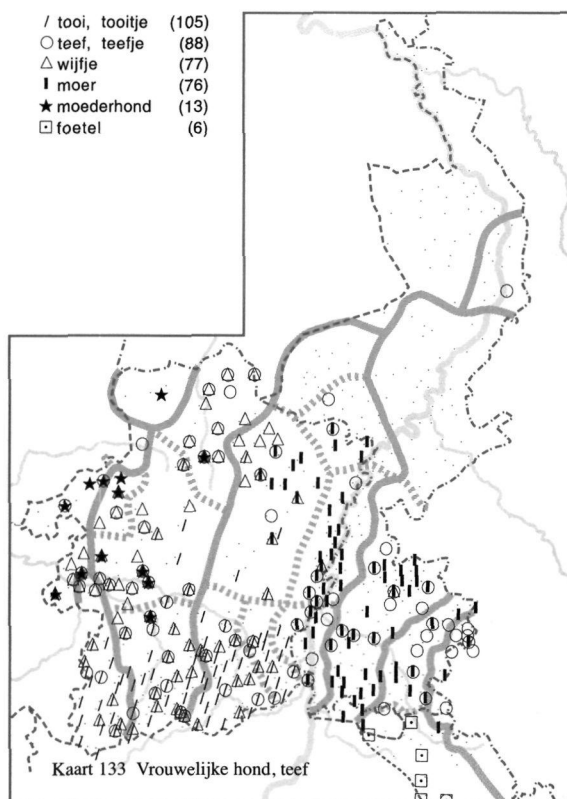 / tooi, tooitje (105)
○ teef, teefje (88)
△ wijfje (77)
▮ moer (76)
★ moederhond (13)
⊡ foetel (6)
Kaart 133 Vrouwelijke hond, teef